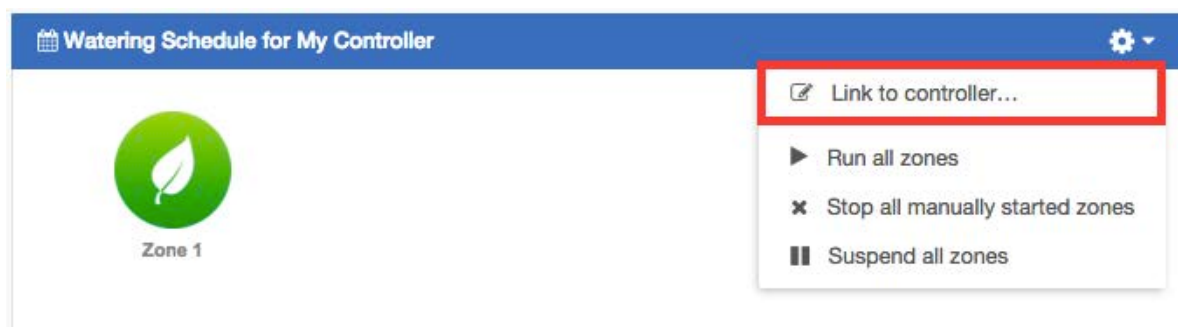 Watering Schedule for My Controller
Link to controller...
Run all zones
Stop all manually started zones
Suspend all zones
Zone 1